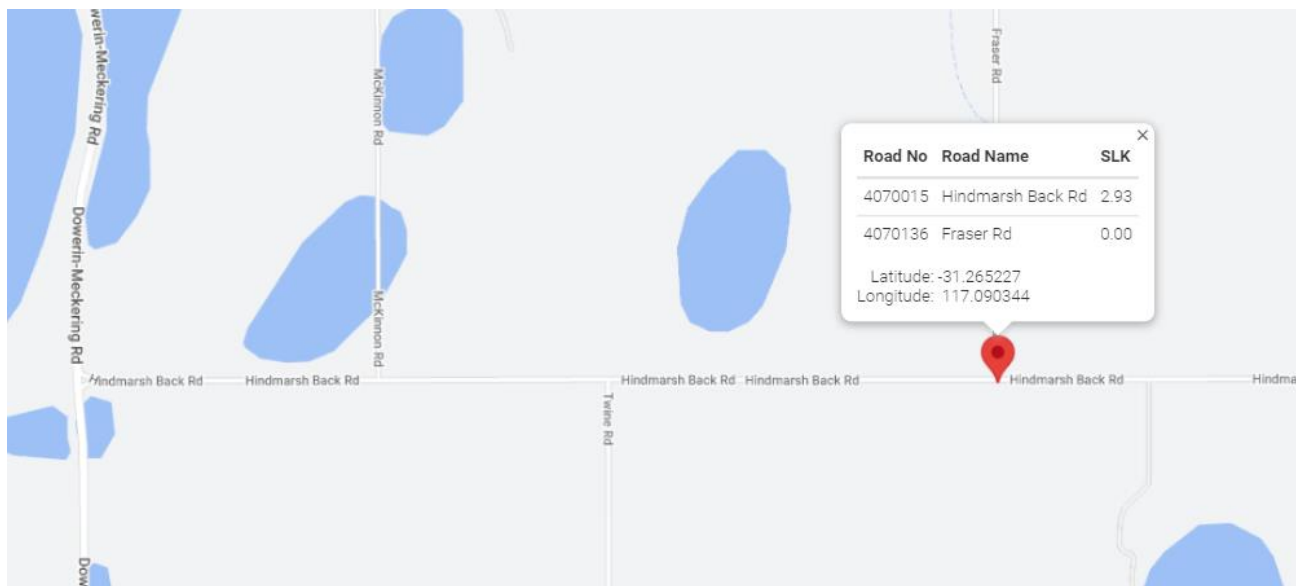 Dowerin-Meckering Rd
McKinnon Rd
Fraser Rd
×
Road No Road Name SLK
4070015 Hindmarsh Back Rd 2.93
4070136 Fraser Rd 0.00
Latitude: -31.265227
Longitude: 117.090344
Dowerin-Meckering Rd
McKinnon Rd
Hindmarsh Back Rd
Hindmarsh Back Rd
Hindmarsh Back Rd
Hindmarsh Back Rd
Hindmarsh Back Rd
Hindma
Twine Rd
Dow